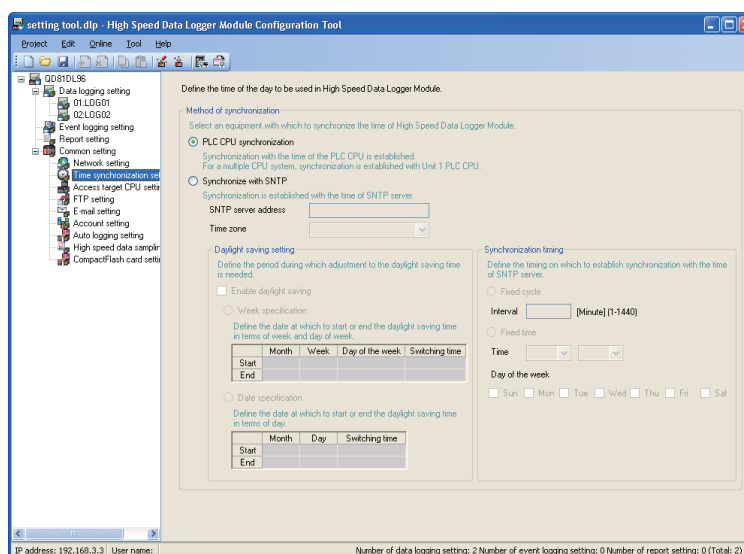 setting tool.dlp - High Speed Data Logger Module Configuration Tool
Project Edit Online Tool Help
QD81DL96
Data logging setting
01:LOG01
02:LOG02
Event logging setting
Report setting
Common setting
Network setting
Time synchronization set
Access target CPU settin
FTP setting
E-mail setting
Account setting
Auto logging setting
High speed data samplin
CompactFlash card settin
Define the time of the day to be used in High Speed Data Logger Module.
Method of synchronization
Select an equipment with which to synchronize the time of High Speed Data Logger Module.
PLC CPU synchronization
Synchronization with the time of the PLC CPU is established.
For a multiple CPU system, synchronization is established with Unit 1 PLC CPU.
Synchronize with SNTP
Synchronization is established with the time of SNTP server.
SNTP server address
Time zone
Daylight saving setting
Define the period during which adjustment to the daylight saving time
is needed.
Enable daylight saving
Week specification
Define the date at which to start or end the daylight saving time
in terms of week and day of week.
Month Week Day of the week Switching time
Start
End
Date specification
Define the date at which to start or end the daylight saving time
in terms of day.
Month Day Switching time
Start
End
Synchronization timing
Define the timing on which to establish synchronization with the time
of SNTP server.
Fixed cycle
Interval [Minute] (1-1440)
Fixed time
Time
Day of the week
Sun Mon Tue Wed Thu Fri Sat
IP address: 192.168.3.3 User name: Number of data logging setting: 2 Number of event logging setting: 0 Number of report setting: 0 (Total: 2)